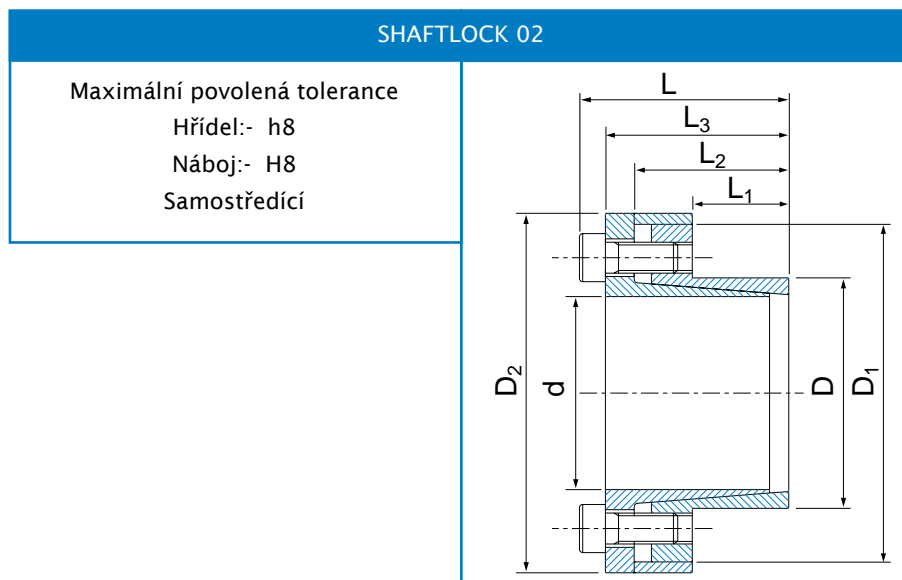 SHAFTLOCK 02
Maximální povolená tolerance
Hřídel:- h8
Náboj:- H8
Samostředící
L
L₃
L₂
L₁
D₂
d
D
D₁